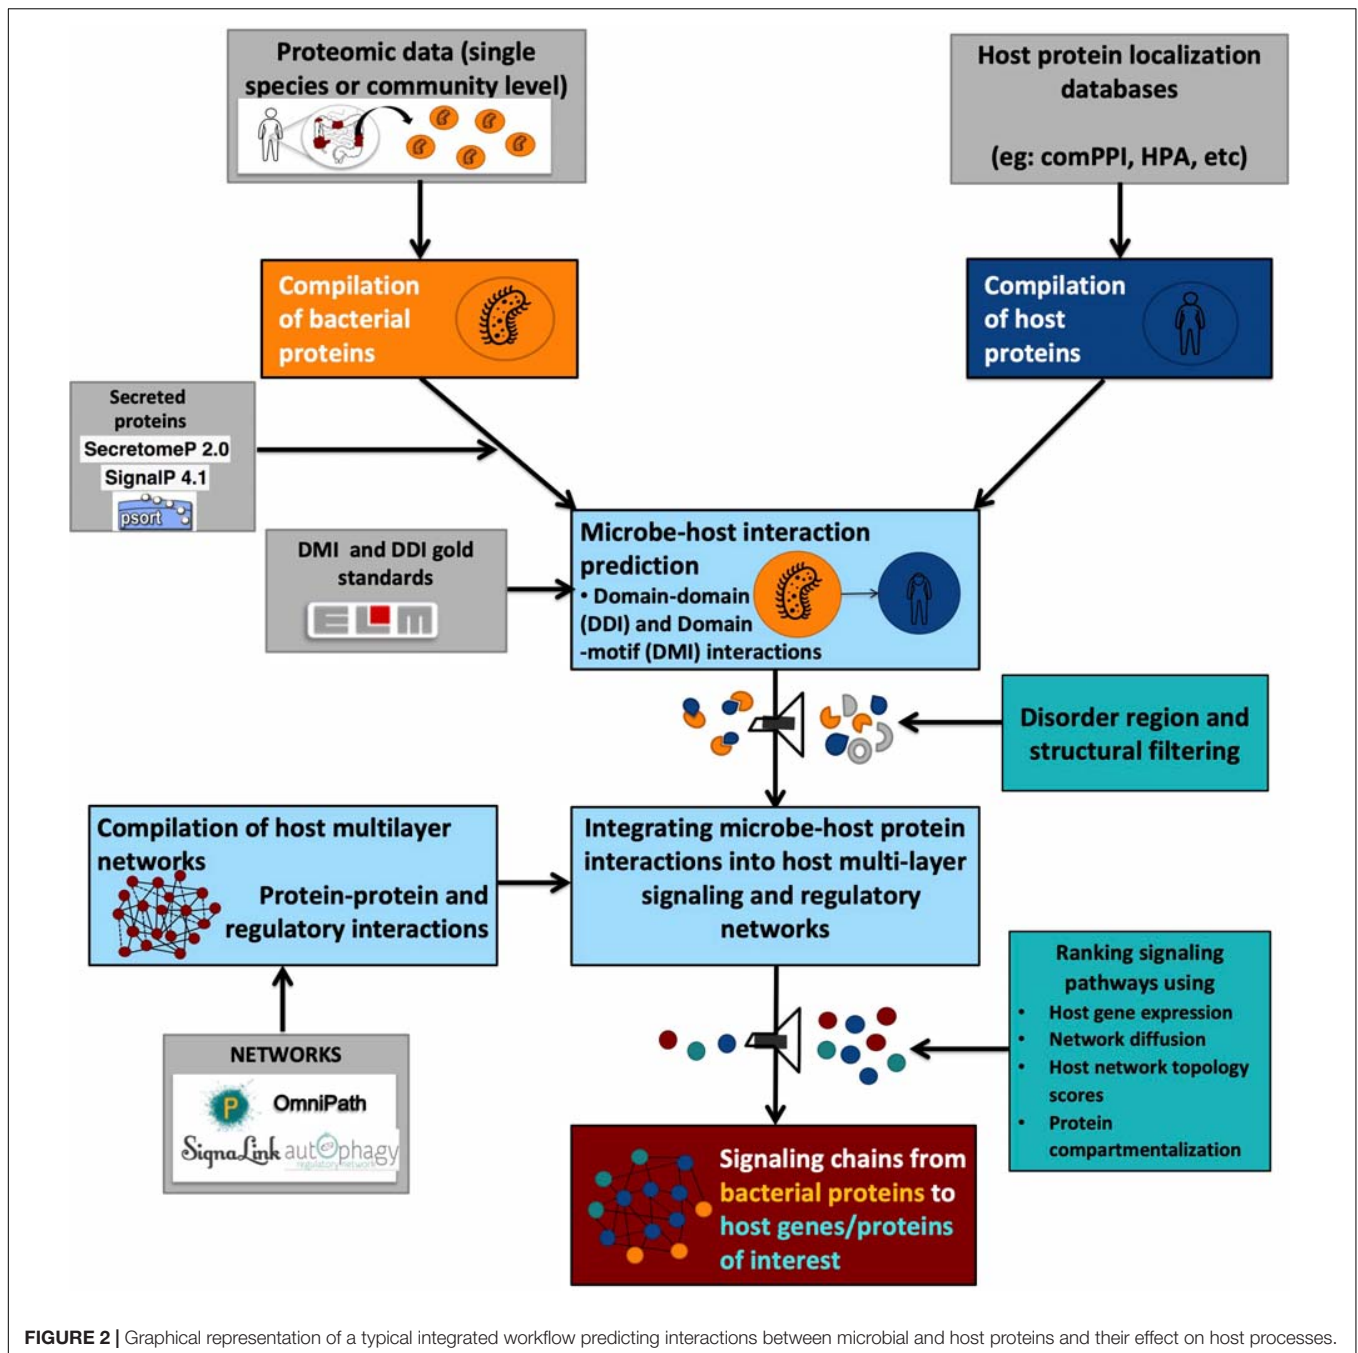 Proteomic data (single
species or community level)
Host protein localization
databases
(eg: comPPI, HPA, etc)
Compilation
of bacterial
proteins
Compilation
of host
proteins
Secreted
proteins
SecretomeP 2.0
SignalP 4.1
psort
DMI and DDI gold
standards
ELM
Microbe-host interaction
prediction
• Domain-domain
(DDI) and Domain
-motif (DMI) interactions
Disorder region and
structural filtering
Compilation of host multilayer
networks
Protein-protein and
regulatory interactions
Integrating microbe-host protein
interactions into host multi-layer
signaling and regulatory
networks
Ranking signaling
pathways using
• Host gene expression
• Network diffusion
• Host network topology
scores
• Protein
compartmentalization
NETWORKS
P OmniPath
SignaLink autophagy
regulatory network
Signaling chains from
bacterial proteins to
host genes/proteins
of interest
FIGURE 2 | Graphical representation of a typical integrated workflow predicting interactions between microbial and host proteins and their effect on host processes.